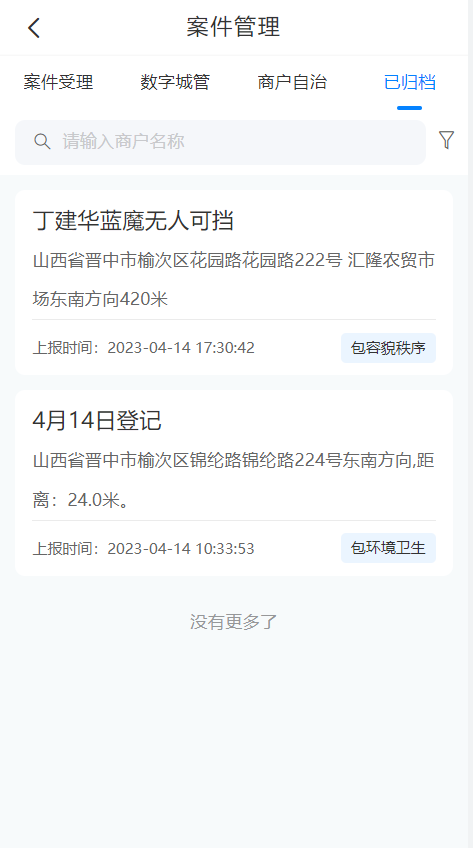 案件管理
案件受理 数字城管 商户自治 已归档
请输入商户名称
丁建华蓝魔无人可挡
山西省晋中市榆次区花园路花园路222号 汇隆农贸市
场东南方向420米
上报时间：2023-04-14 17:30:42 包容貌秩序
4月14日登记
山西省晋中市榆次区锦纶路锦纶路224号东南方向,距
离：24.0米。
上报时间：2023-04-14 10:33:53 包环境卫生
没有更多了